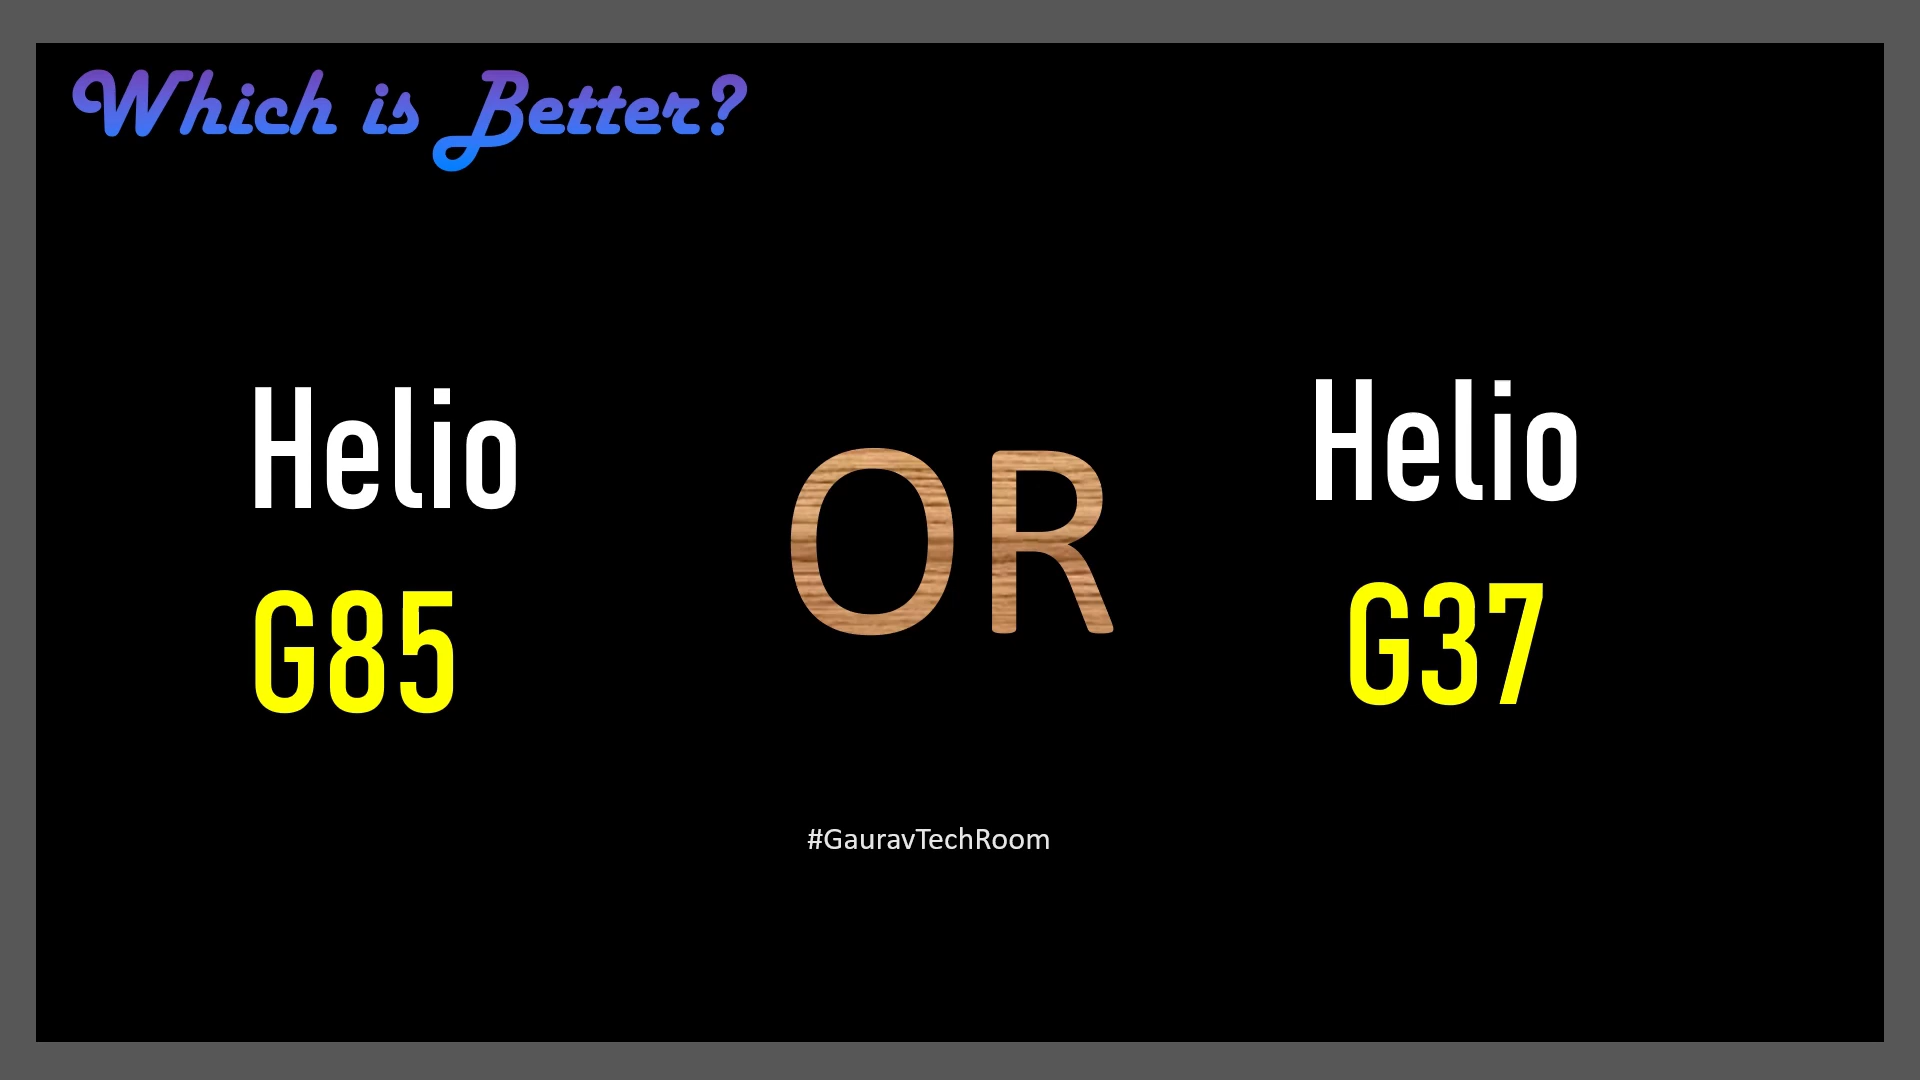 Which is Better?
Helio
G85
OR
Helio
G37
#GauravTechRoom